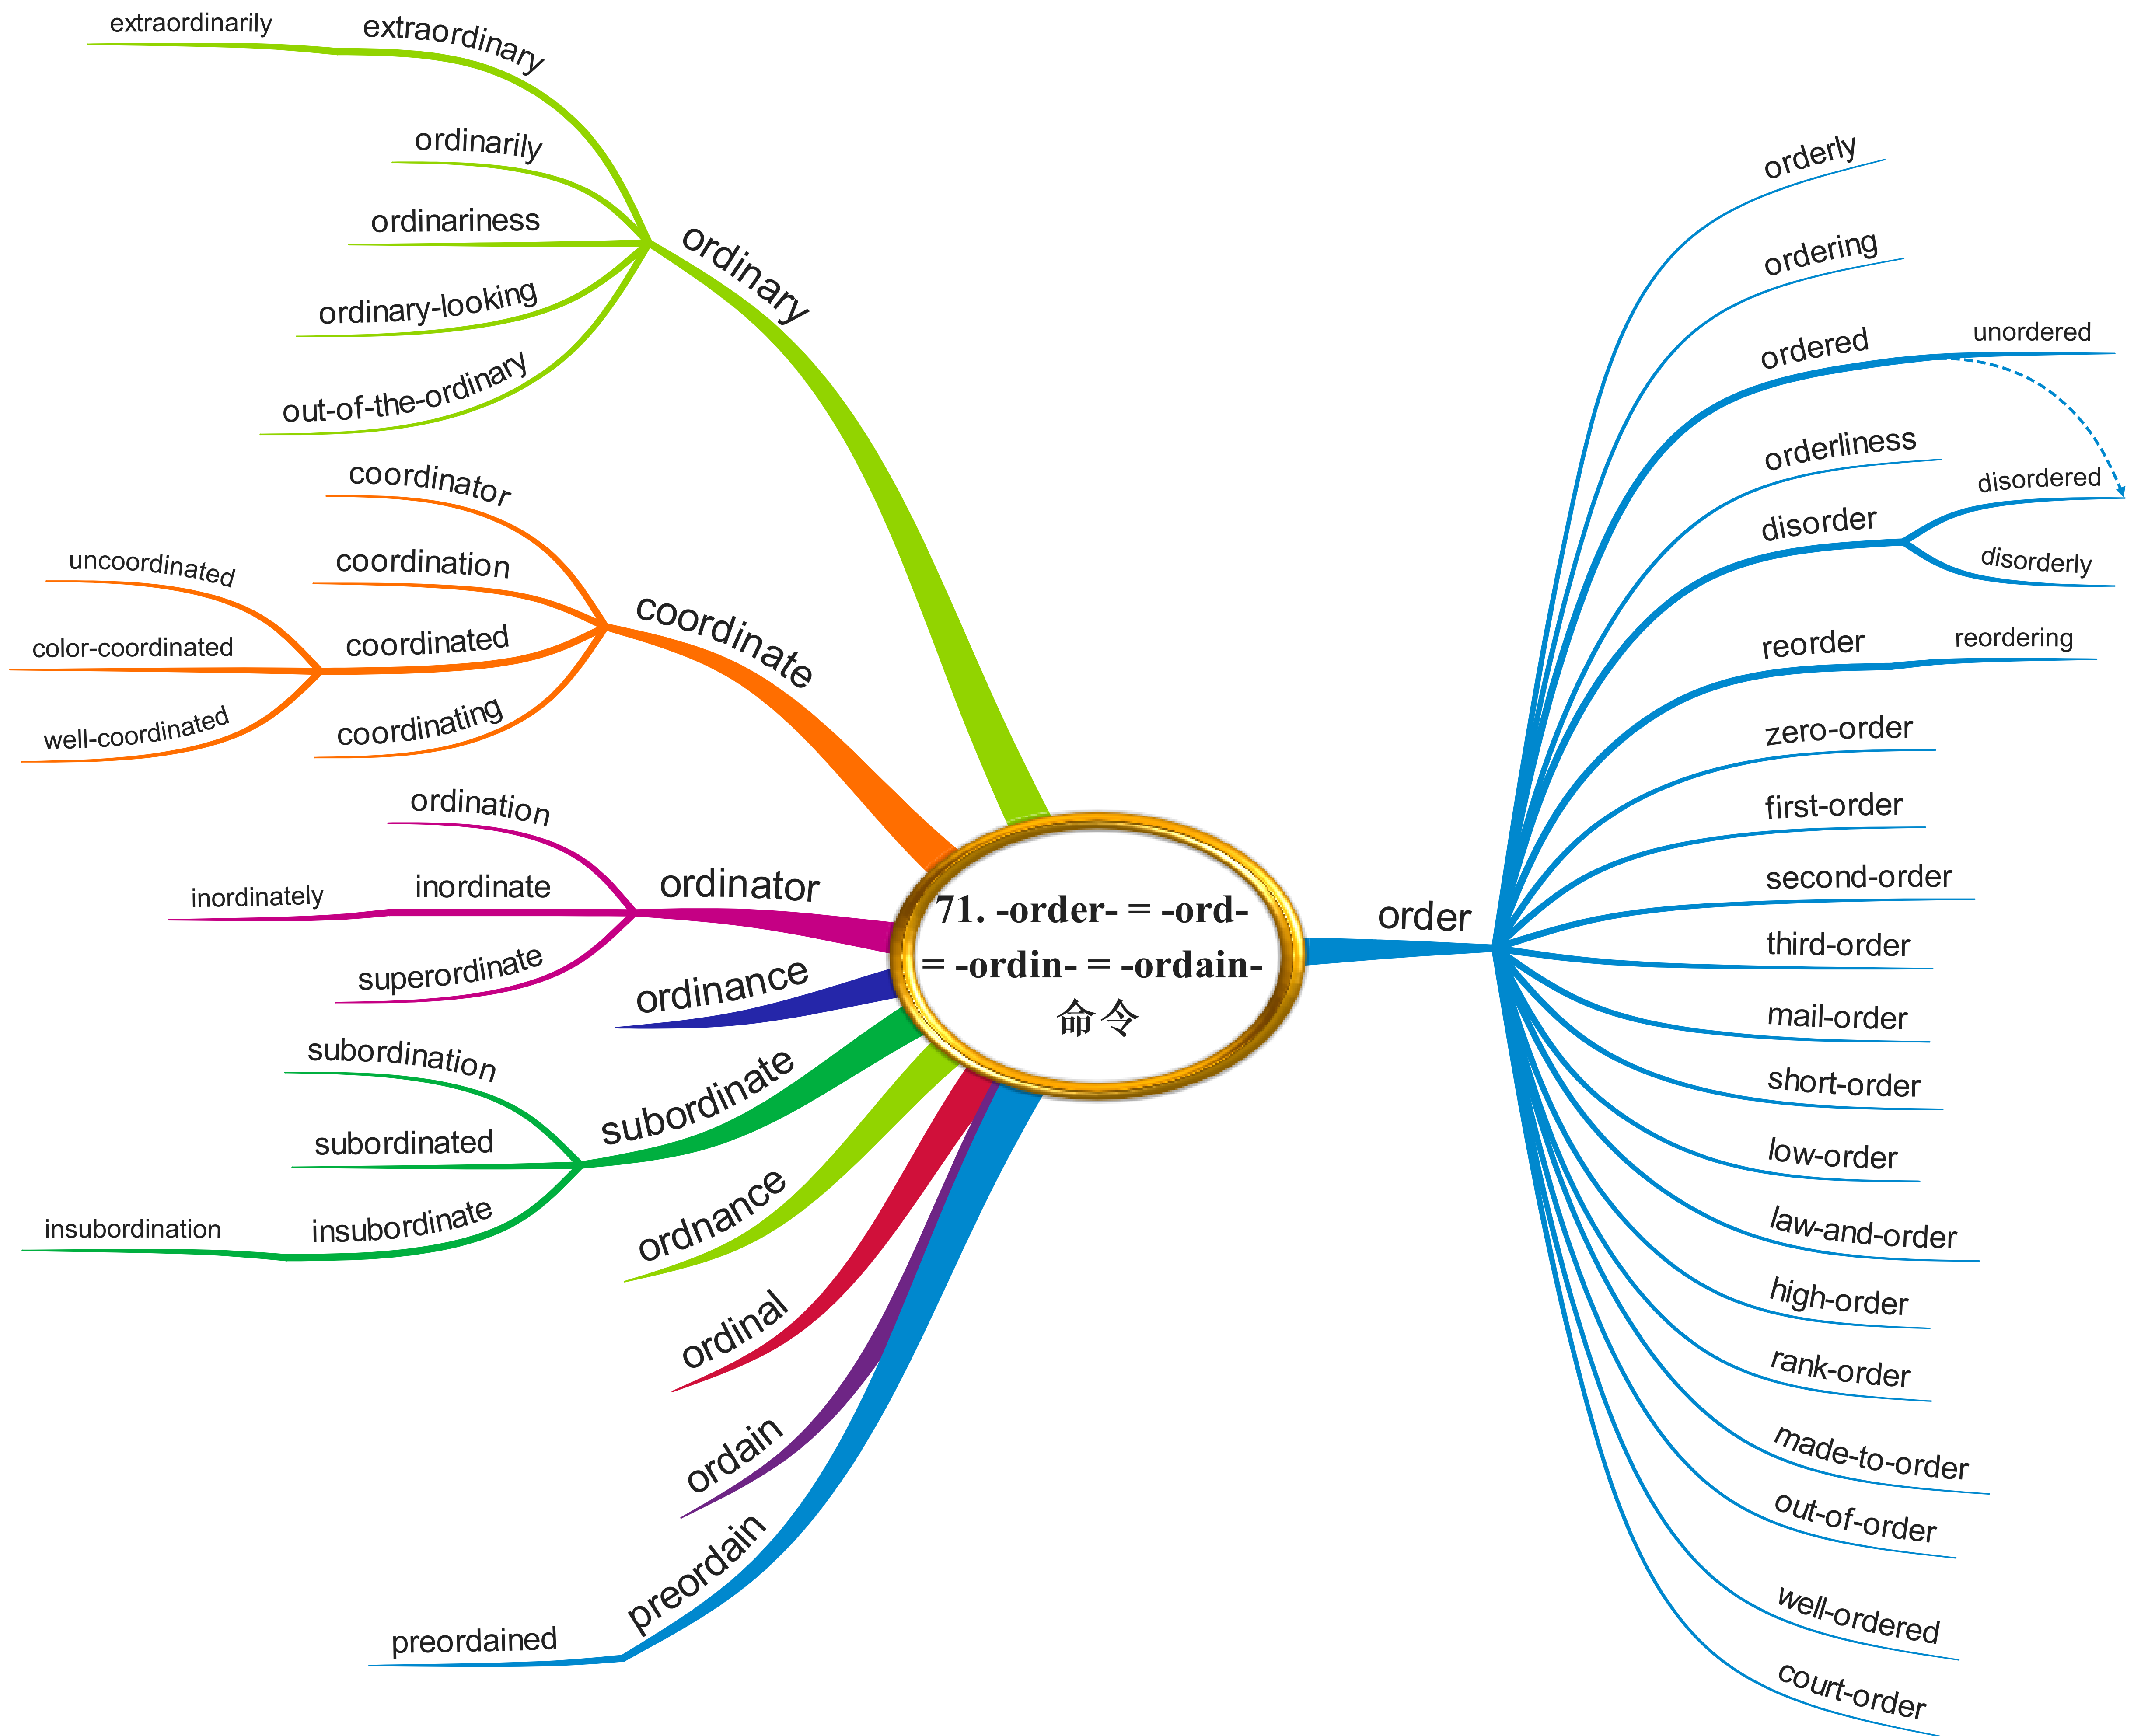 71. -order- = -ord-
= -ordin- = -ordain-
命令
order
orderly
ordering
ordered
unordered
orderliness
disorder
disordered
disorderly
reorder
reordering
zero-order
first-order
second-order
third-order
mail-order
short-order
low-order
law-and-order
high-order
rank-order
made-to-order
out-of-order
well-ordered
court-order
ordinary
extraordinary
extraordinarily
ordinarily
ordinariness
ordinary-looking
out-of-the-ordinary
coordinate
coordinator
coordination
coordinated
uncoordinated
color-coordinated
well-coordinated
coordinating
ordinator
ordination
inordinate
inordinately
superordinate
ordinance
subordinate
subordination
subordinated
insubordinate
insubordination
ordnance
ordinal
ordain
preordain
preordained